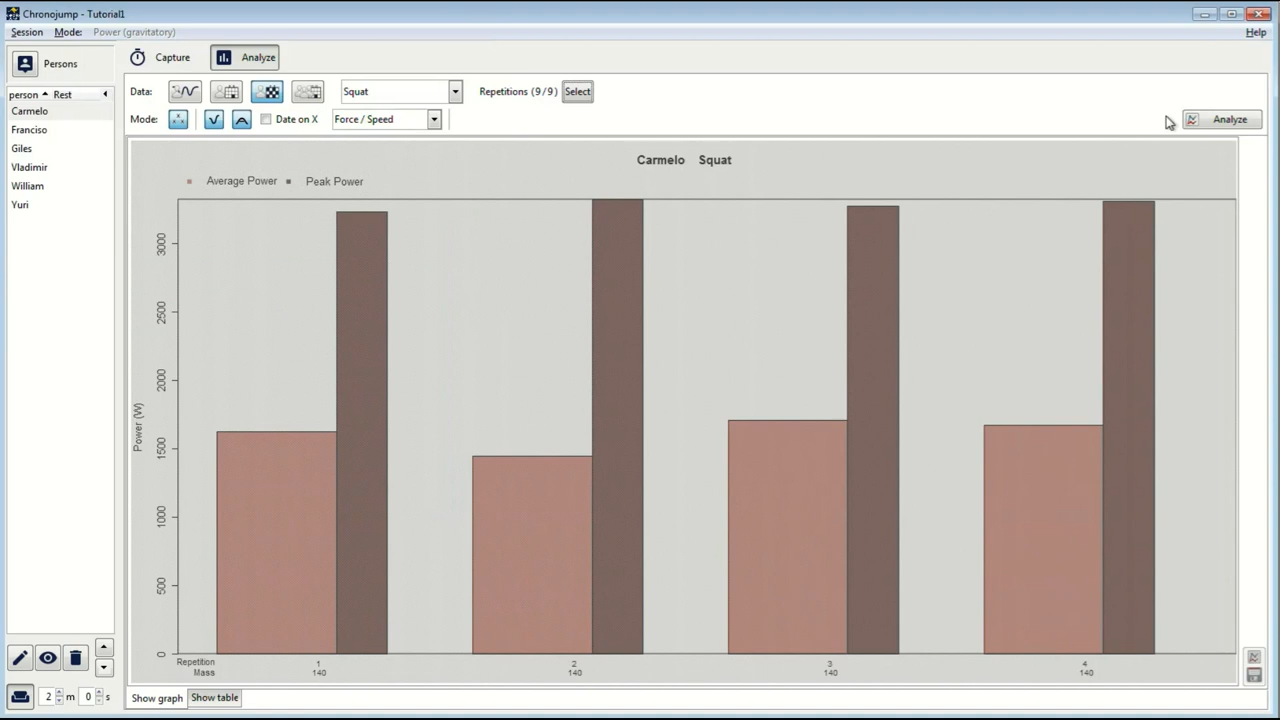 Chronojump - Tutorial1
Session Mode: Power (gravitatory) Help
Persons Capture Analyze
person Rest
Carmelo
Franciso
Giles
Vladimir
William
Yuri
Data: Squat Repetitions (9/9) Select
Mode: Date on X Force / Speed Analyze
Carmelo Squat
Average Power Peak Power
Power (W)
3000
2500
2000
1500
1000
500
0
Repetition 1 2 3 4
Mass 140 140 140 140
2 m 0 s
Show graph Show table